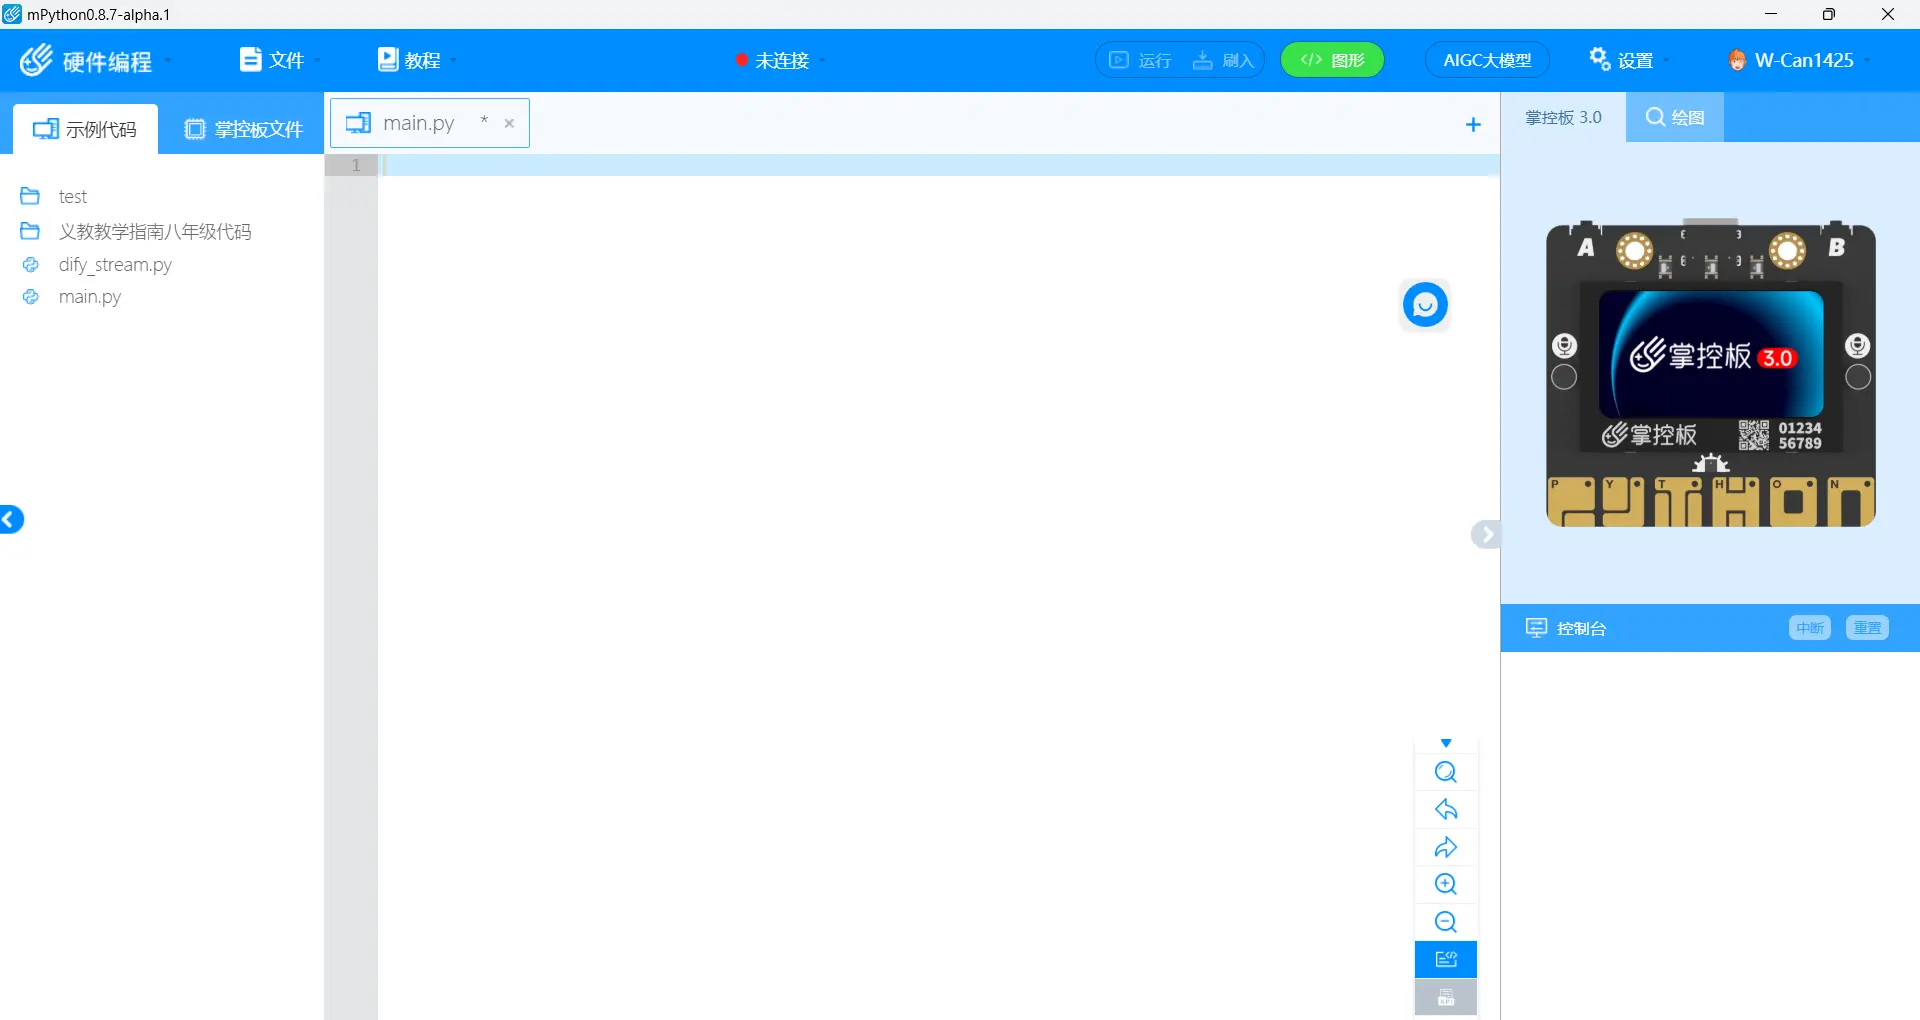 mPython0.8.7-alpha.1
硬件编程
文件
教程
未连接
运行
刷入
</> 图形
AIGC大模型
设置
W-Can1425
示例代码
掌控板文件
main.py * ×
+
掌控板 3.0
绘图
1
test
义教教学指南八年级代码
dify_stream.py
main.py
A
B
掌控板 3.0
掌控板
01234
56789
P Y T H O N
控制台
中断
重置
</>
API